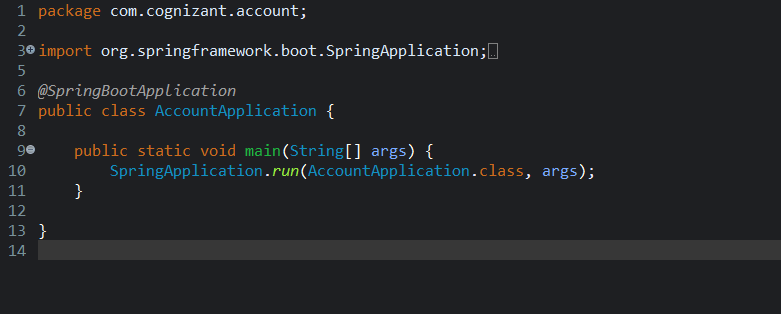 1 package com.cognizant.account;
2
3 import org.springframework.boot.SpringApplication;
5
6 @SpringBootApplication
7 public class AccountApplication {
8
9 public static void main(String[] args) {
10 SpringApplication.run(AccountApplication.class, args);
11 }
12
13 }
14